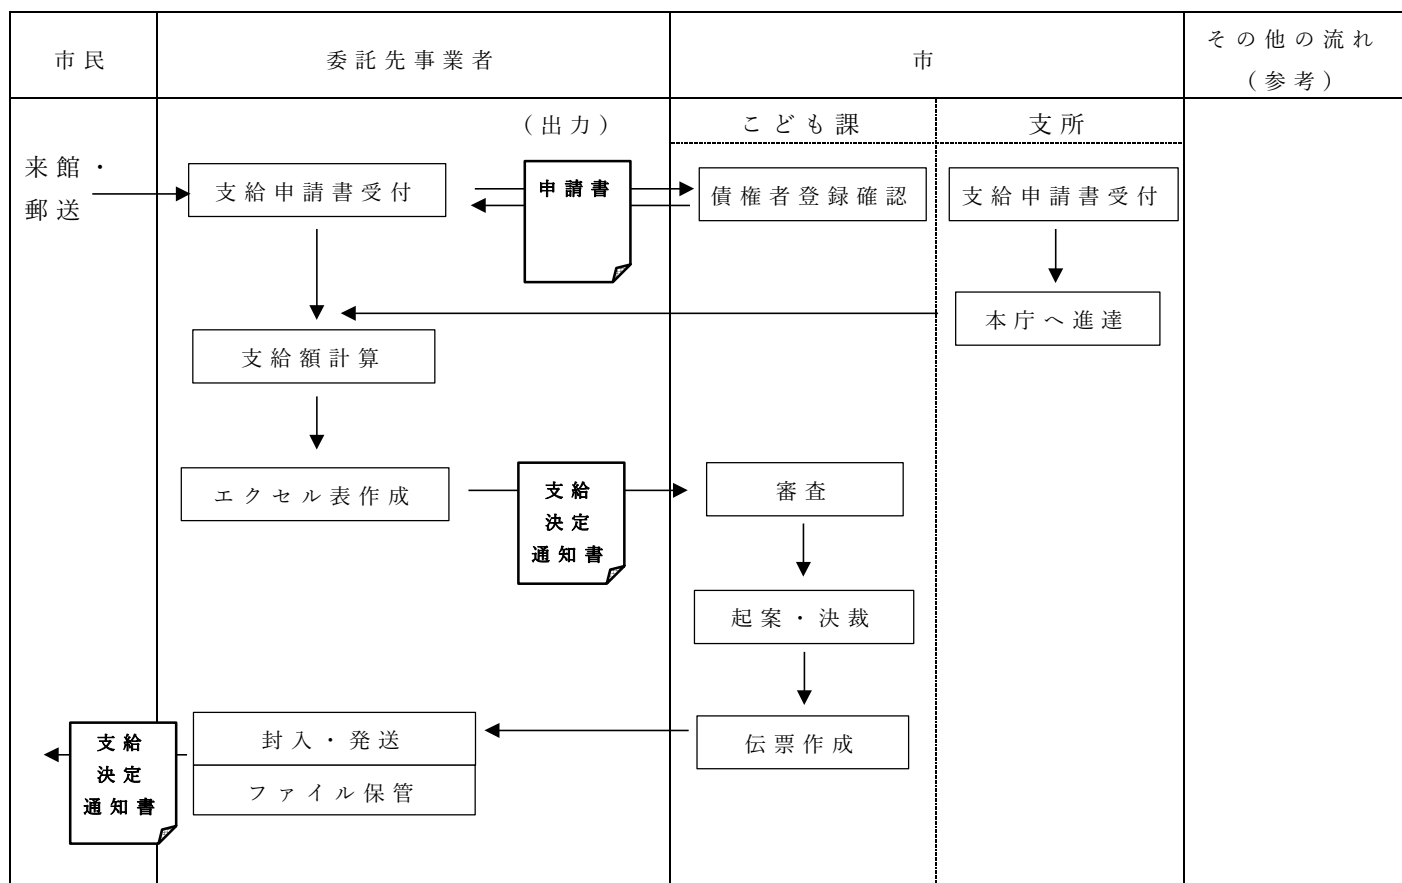 市民
委託先事業者
市
その他の流れ
（参考）
（出力）
こども課
支所
来館・
郵送
支給申請書受付
申請書
債権者登録確認
支給申請書受付
本庁へ進達
支給額計算
エクセル表作成
支給
決定
通知書
審査
起案・決裁
伝票作成
封入・発送
ファイル保管
支給
決定
通知書